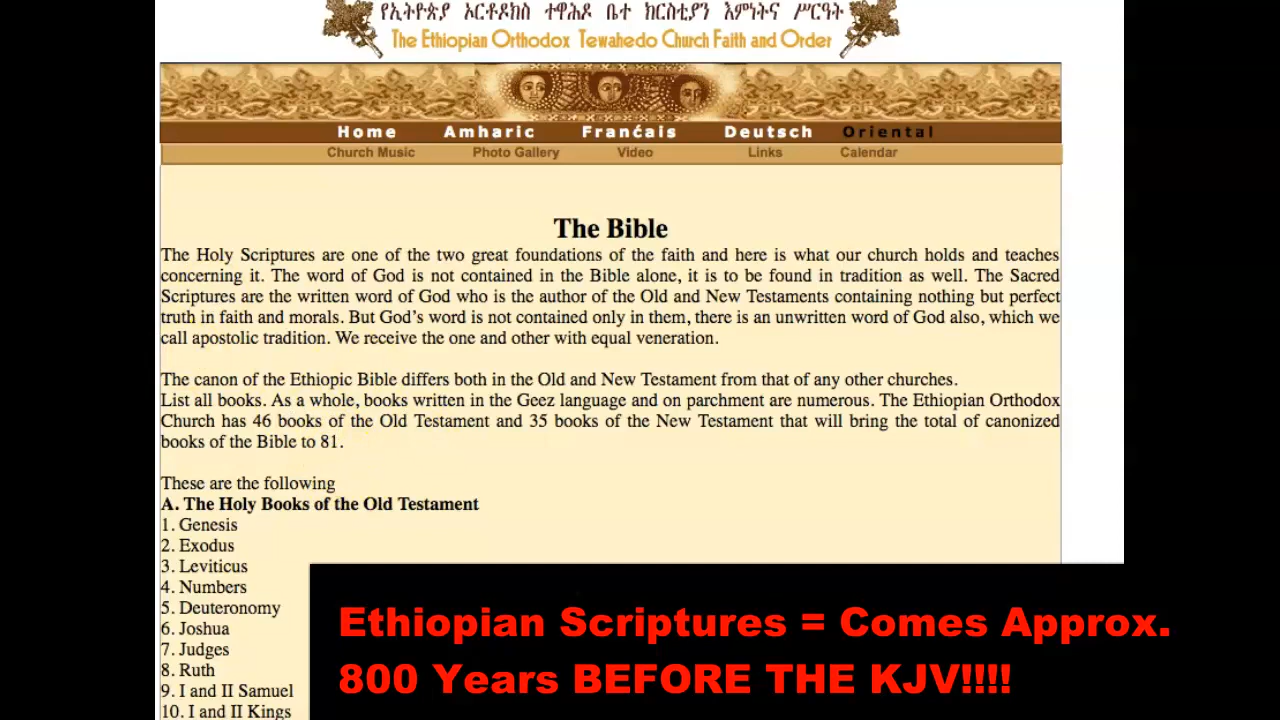 የኢትዮጵያ ኦርቶዶክስ ተዋሕዶ ቤተ ክርስቲያን እምነትና ሥርዓት
The Ethiopian Orthodox Tewahedo Church Faith and Order
Home Amharic Franćais Deutsch Oriental
Church Music Photo Gallery Video Links Calendar
The Bible
The Holy Scriptures are one of the two great foundations of the faith and here is what our church holds and teaches
concerning it. The word of God is not contained in the Bible alone, it is to be found in tradition as well. The Sacred
Scriptures are the written word of God who is the author of the Old and New Testaments containing nothing but perfect
truth in faith and morals. But God's word is not contained only in them, there is an unwritten word of God also, which we
call apostolic tradition. We receive the one and other with equal veneration.
The canon of the Ethiopic Bible differs both in the Old and New Testament from that of any other churches.
List all books. As a whole, books written in the Geez language and on parchment are numerous. The Ethiopian Orthodox
Church has 46 books of the Old Testament and 35 books of the New Testament that will bring the total of canonized
books of the Bible to 81.
These are the following
A. The Holy Books of the Old Testament
1. Genesis
2. Exodus
3. Leviticus
4. Numbers
5. Deuteronomy
6. Joshua
7. Judges
8. Ruth
9. I and II Samuel
10. I and II Kings
Ethiopian Scriptures = Comes Approx.
800 Years BEFORE THE KJV!!!!